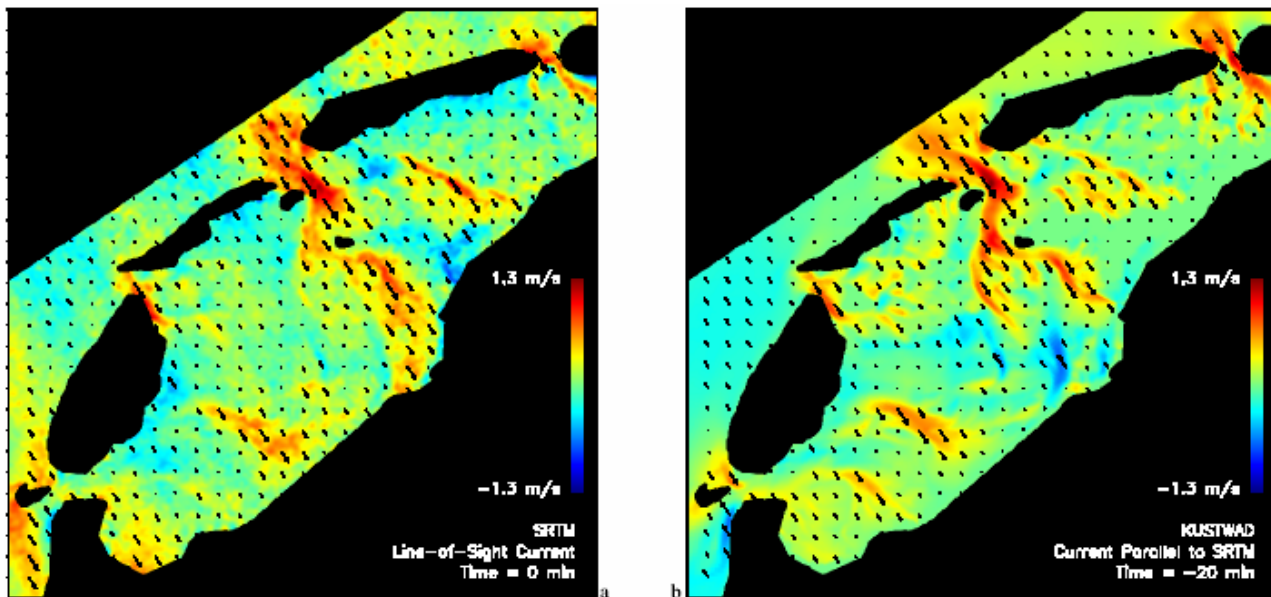 1.3 m/s
-1.3 m/s
SRTM
Line-of-Sight Current
Time = 0 min
a
b
1.3 m/s
-1.3 m/s
KUSTWAD
Current Parallel to SRTM
Time = -20 min